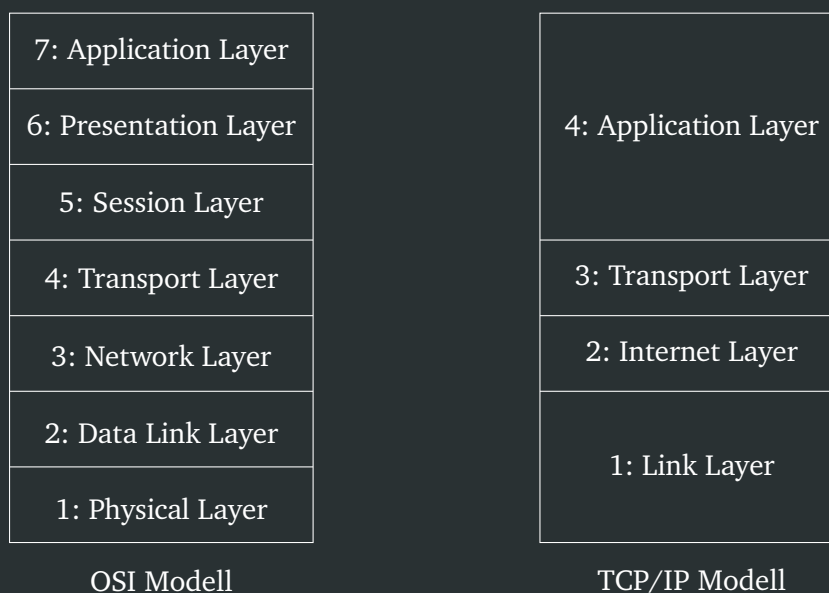 7: Application Layer
6: Presentation Layer
5: Session Layer
4: Transport Layer
3: Network Layer
2: Data Link Layer
1: Physical Layer
OSI Modell
4: Application Layer
3: Transport Layer
2: Internet Layer
1: Link Layer
TCP/IP Modell